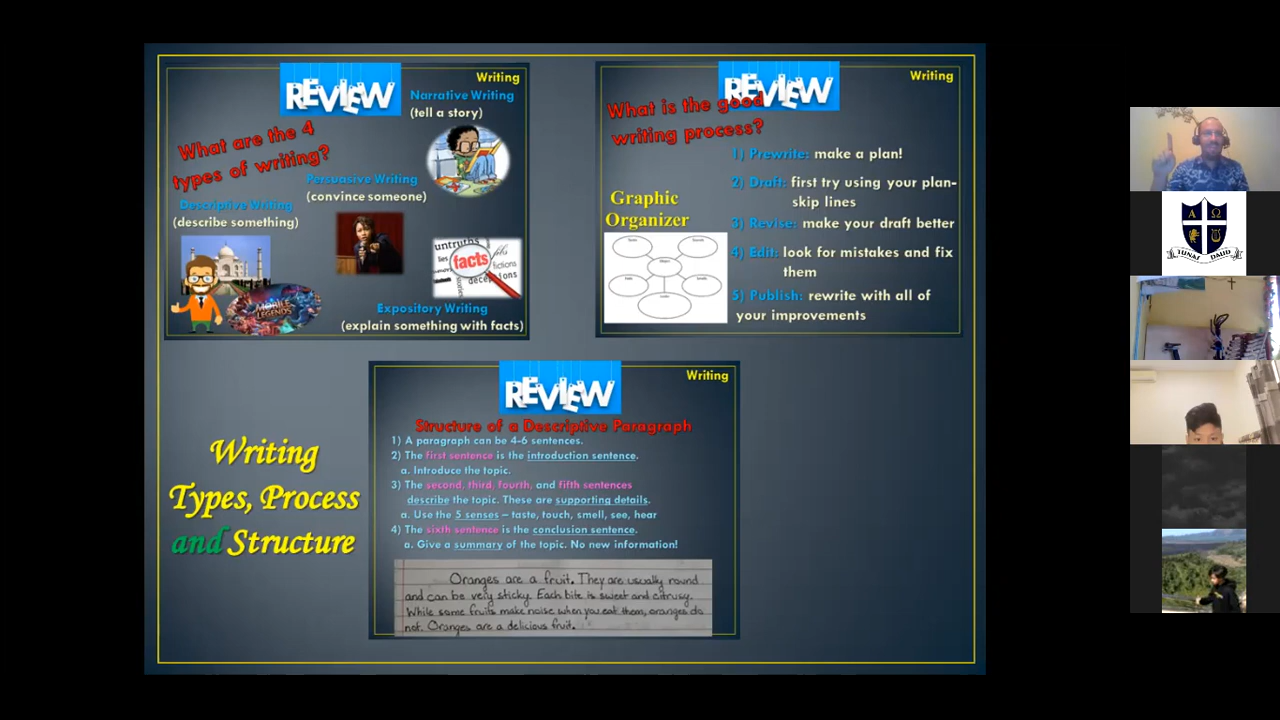 REVIEW
Writing
What are the 4
types of writing?
Narrative Writing
(tell a story)
Persuasive Writing
(convince someone)
Descriptive Writing
(describe something)
MOBILE
LEGENDS
untruths
lies
facts
fictions
deceptions
Expository Writing
(explain something with facts)
REVIEW
Writing
What is the good
writing process?
1) Prewrite: make a plan!
2) Draft: first try using your plan-
skip lines
3) Revise: make your draft better
4) Edit: look for mistakes and fix
them
5) Publish: rewrite with all of
your improvements
Graphic
Organizer
Writing
Types, Process
and Structure
REVIEW
Writing
Structure of a Descriptive Paragraph
1) A paragraph can be 4-6 sentences.
2) The first sentence is the introduction sentence.
a. Introduce the topic.
3) The second, third, fourth, and fifth sentences
describe the topic. These are supporting details.
a. Use the 5 senses – taste, touch, smell, see, hear
4) The sixth sentence is the conclusion sentence.
a. Give a summary of the topic. No new information!
Oranges are a fruit. They are usually round
and can be very sticky. Each bite is sweet and citrusy.
While some fruits make noise when you eat them, oranges do
not. Oranges are a delicious fruit.
A Ω
TUNAS DAUD